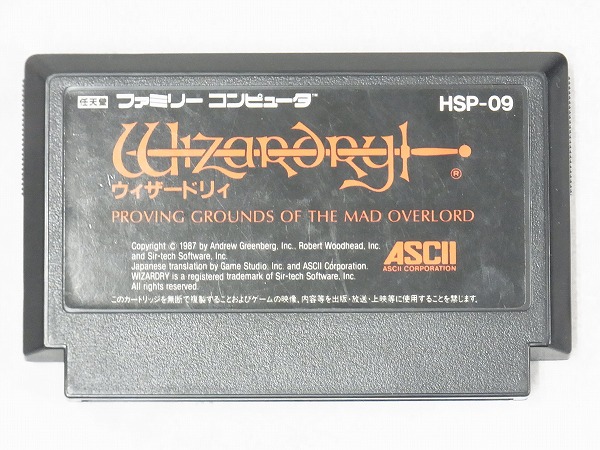 任天堂 ファミリー コンピュータ™ HSP-09
Wizardry®
ウィザードリィ
PROVING GROUNDS OF THE MAD OVERLORD
Copyright © 1987 by Andrew Greenberg, Inc., Robert Woodhead, Inc.
and Sir-tech Software, Inc.
Japanese translation by Game Studio, Inc. and ASCII Corporation.
WIZARDRY is a registered trademark of Sir-tech Software, Inc.
All rights reserved.
ASCII
ASCII CORPORATION
このカートリッジを無断で複製することおよびゲームの映像、内容等を出版・放送・上映等に使用することを禁じます。